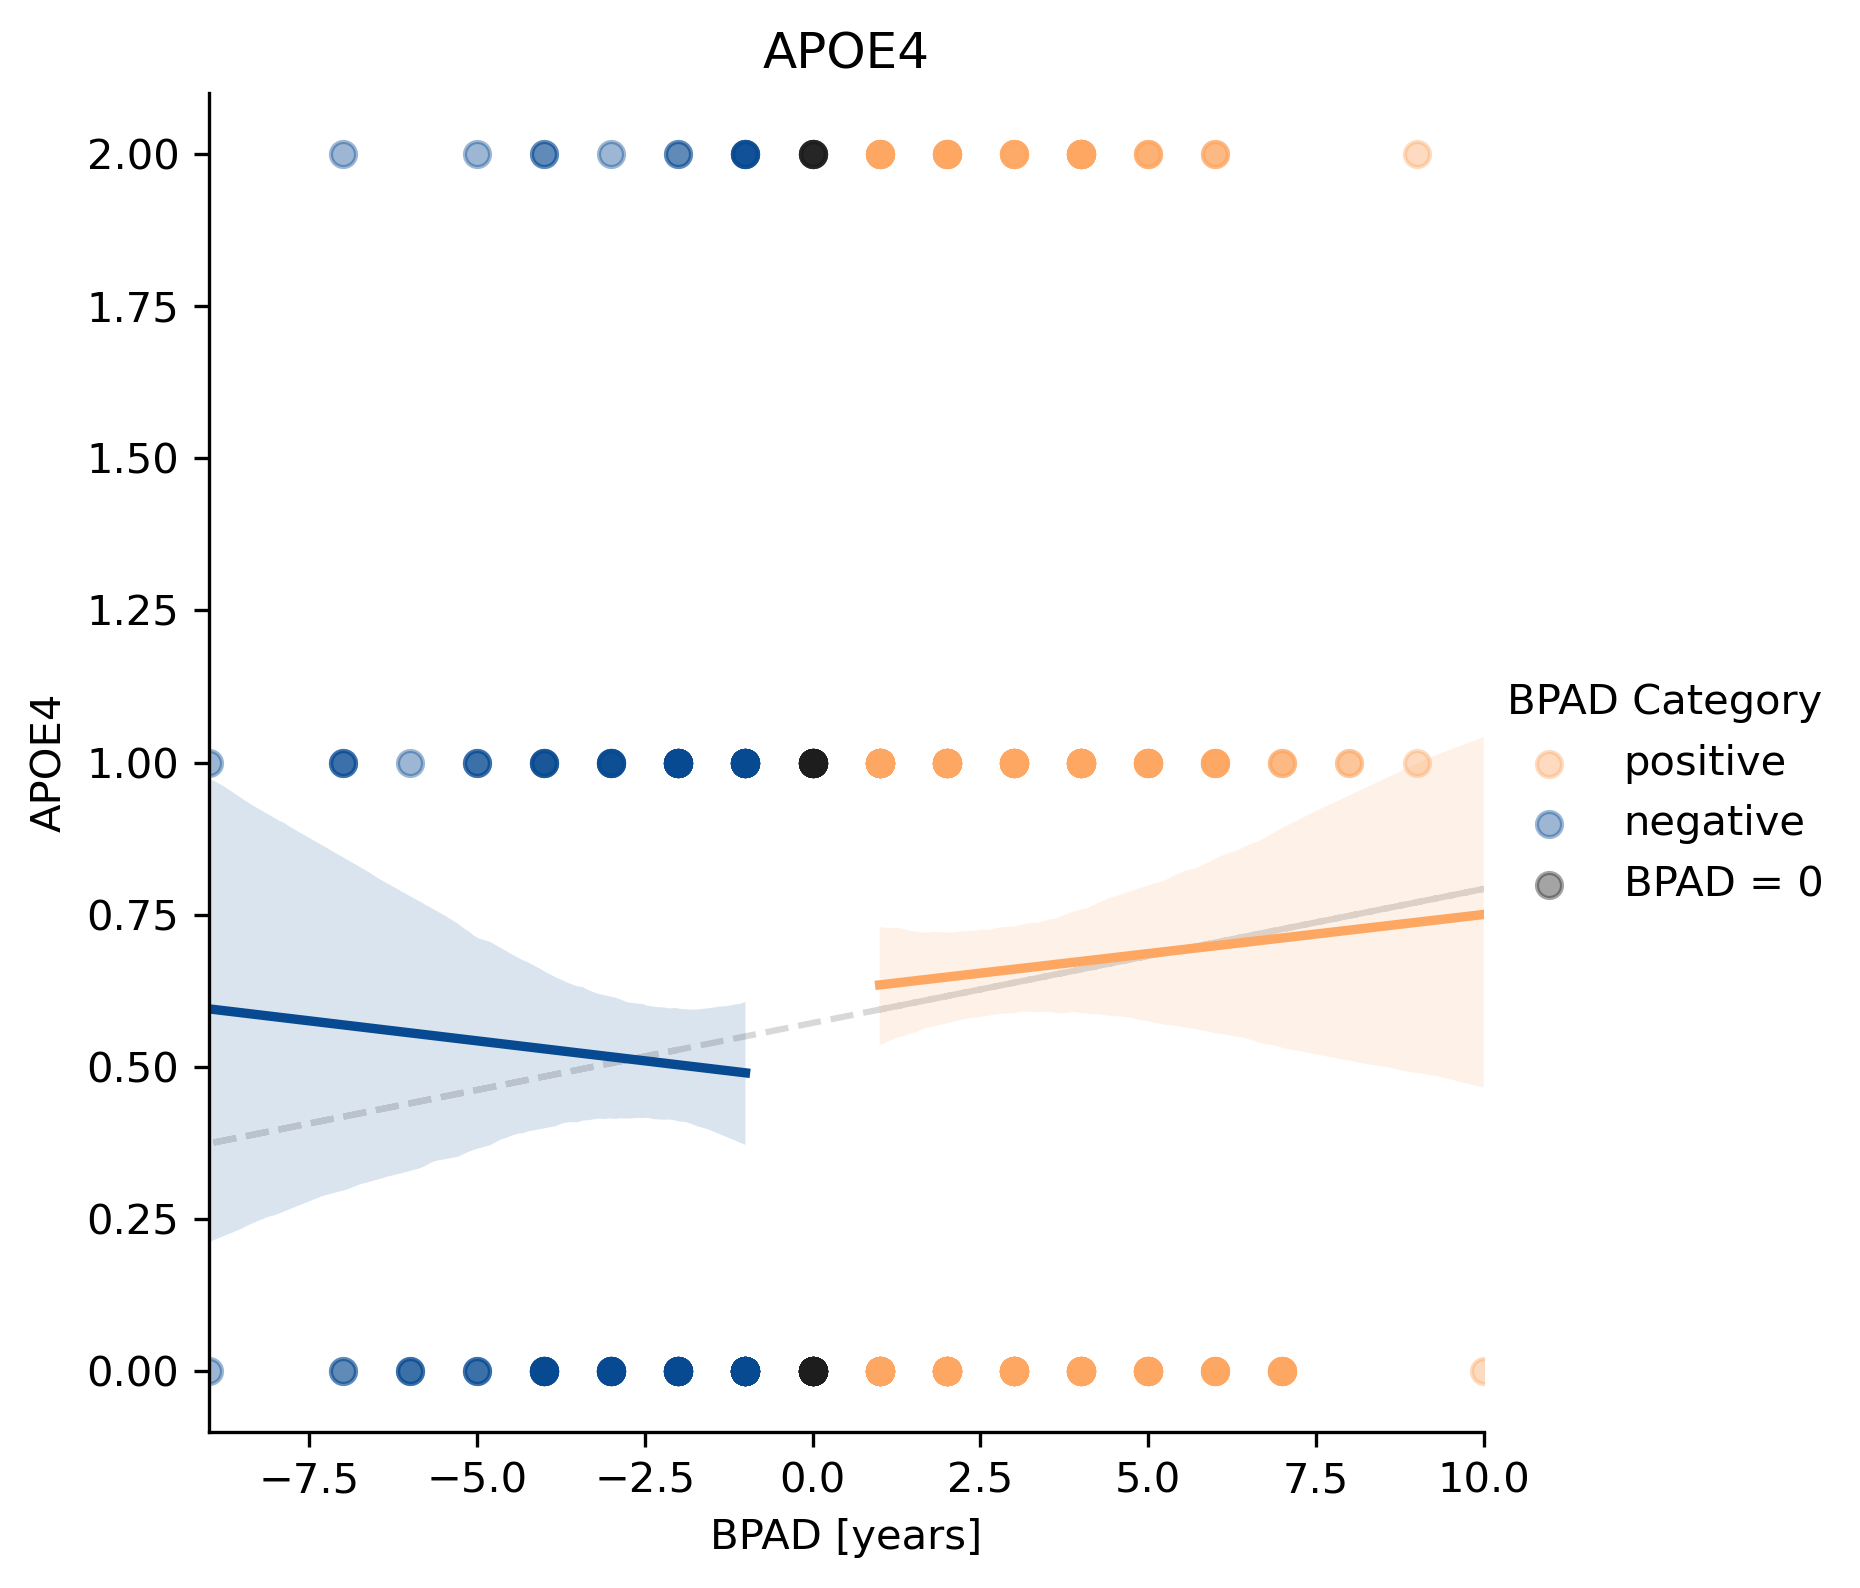 APOE4
2.00
1.75
1.50
1.25
1.00
0.75
0.50
0.25
0.00
APOE4
−7.5 −5.0 −2.5 0.0 2.5 5.0 7.5 10.0
BPAD [years]
BPAD Category
positive
negative
BPAD = 0